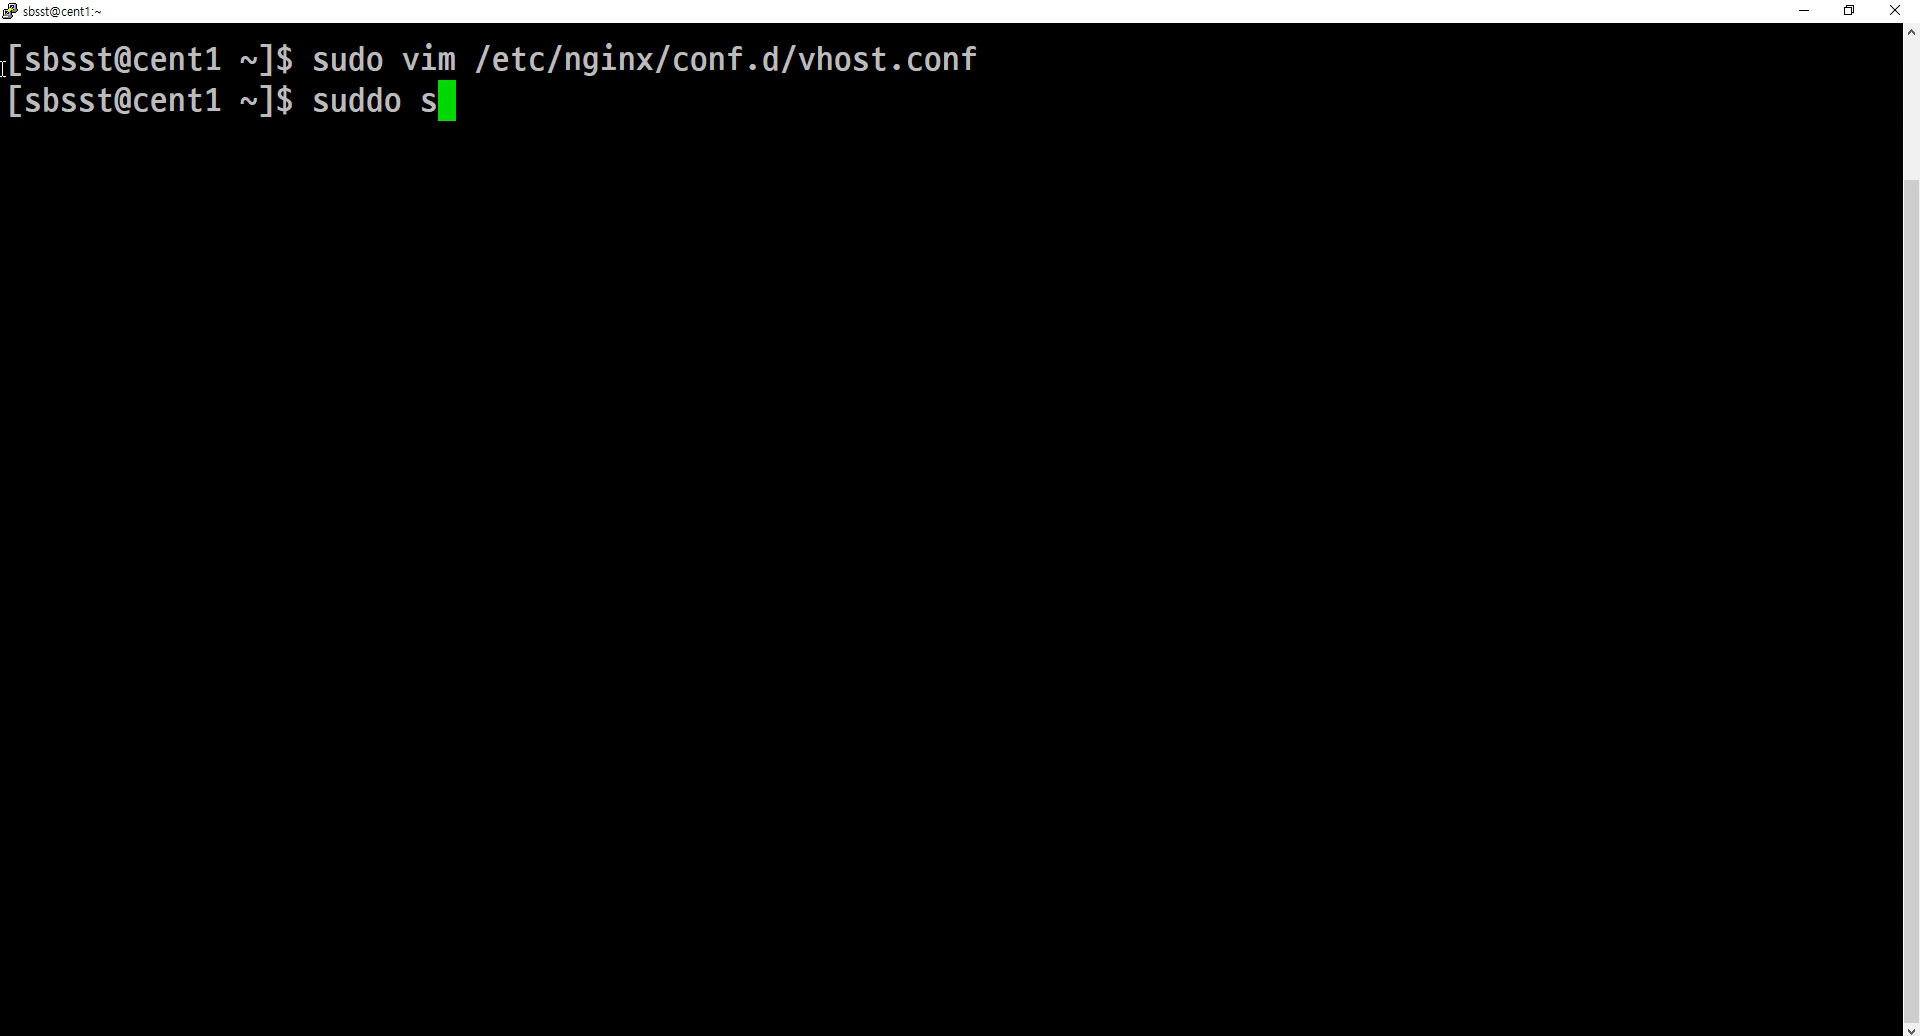 sbsst@cent1:~
[sbsst@cent1 ~]$ sudo vim /etc/nginx/conf.d/vhost.conf
[sbsst@cent1 ~]$ suddo s